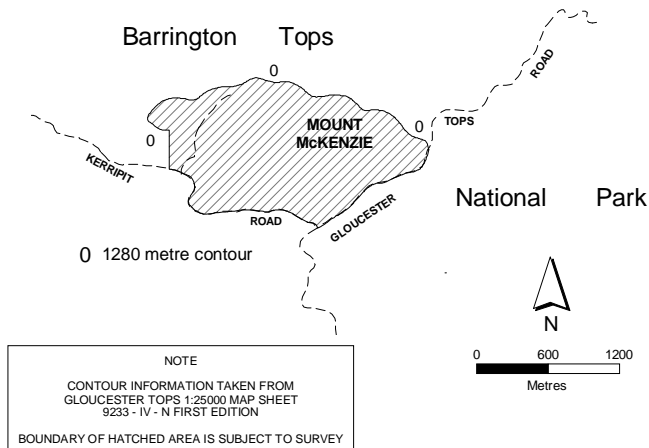 Barrington Tops
0
ROAD
0
0
TOPS
MOUNT
McKENZIE
KERRIPIT
National Park
ROAD
GLOUCESTER
0 1280 metre contour
N
0 600 1200
Metres
NOTE
CONTOUR INFORMATION TAKEN FROM
GLOUCESTER TOPS 1:25000 MAP SHEET
9233 - IV - N FIRST EDITION
BOUNDARY OF HATCHED AREA IS SUBJECT TO SURVEY